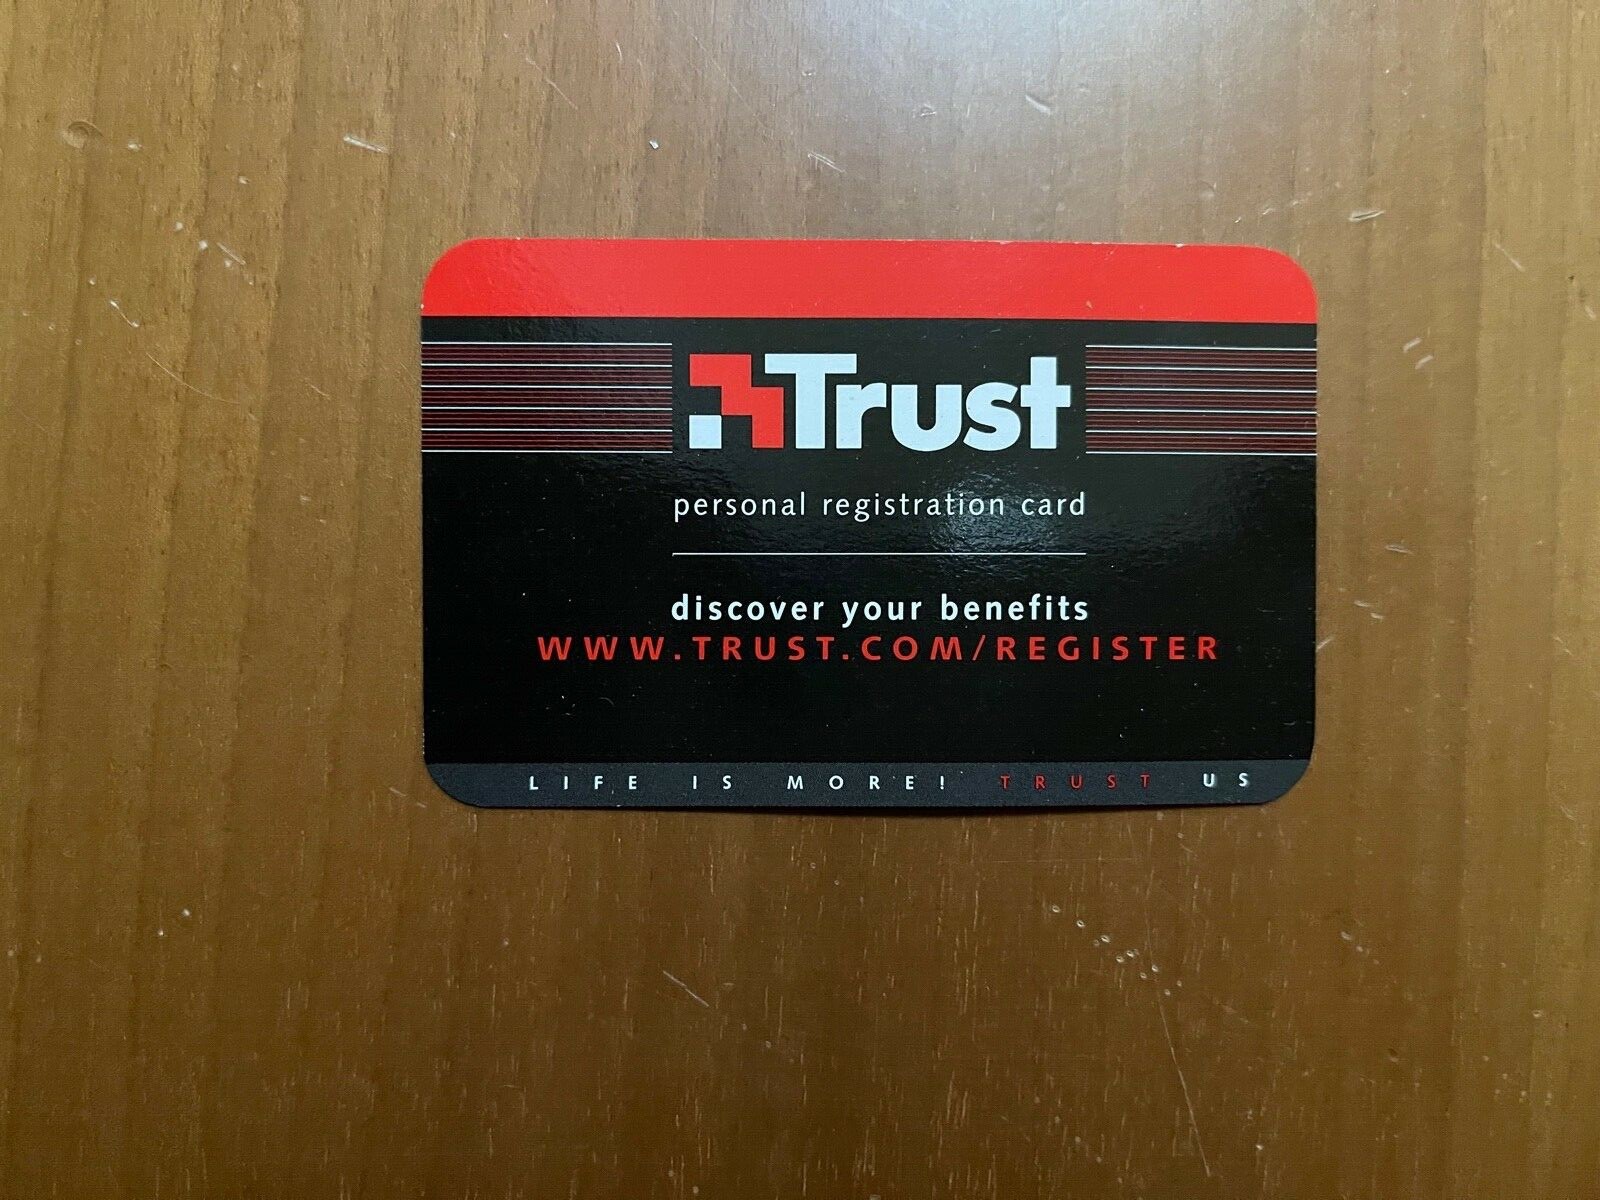 Trust
personal registration card
discover your benefits
WWW.TRUST.COM/REGISTER
LIFE IS MORE! TRUST US